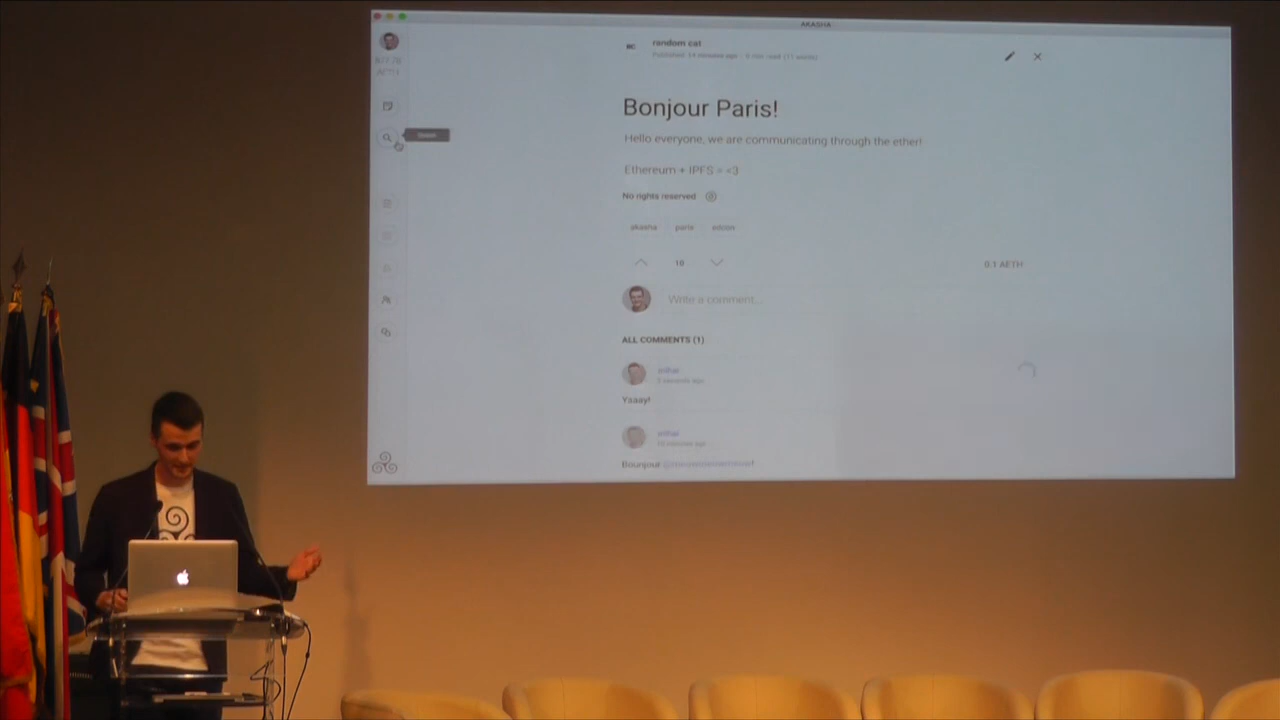 AKASHA
random cat
Bonjour Paris!
Hello everyone, we are communicating through the ether!
Ethereum + IPFS = <3
No rights reserved
akasha paris edcon
10
0.1 AETH
Write a comment...
ALL COMMENTS (1)
Yaaay!
Bounjour